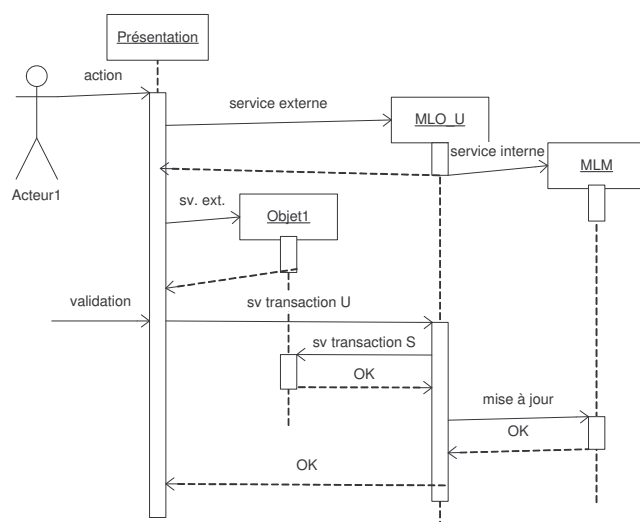 Présentation
action
service externe
MLO_U
service interne
MLM
Acteur1
sv. ext.
Objet1
validation
sv transaction U
sv transaction S
OK
mise à jour
OK
OK